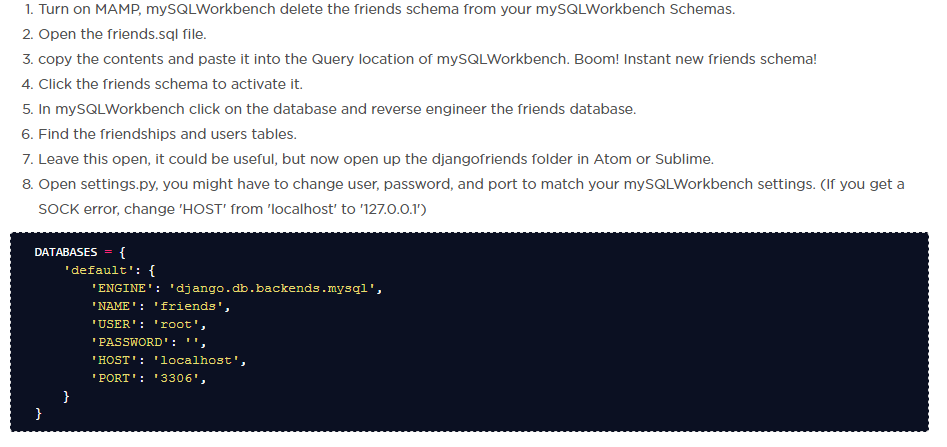 1. Turn on MAMP, mySQLWorkbench delete the friends schema from your mySQLWorkbench Schemas.
2. Open the friends.sql file.
3. copy the contents and paste it into the Query location of mySQLWorkbench. Boom! Instant new friends schema!
4. Click the friends schema to activate it.
5. In mySQLWorkbench click on the database and reverse engineer the friends database.
6. Find the friendships and users tables.
7. Leave this open, it could be useful, but now open up the djangofriends folder in Atom or Sublime.
8. Open settings.py, you might have to change user, password, and port to match your mySQLWorkbench settings. (If you get a
SOCK error, change 'HOST' from 'localhost' to '127.0.0.1')
DATABASES = {
    'default': {
        'ENGINE': 'django.db.backends.mysql',
        'NAME': 'friends',
        'USER': 'root',
        'PASSWORD': '',
        'HOST': 'localhost',
        'PORT': '3306',
    }
}